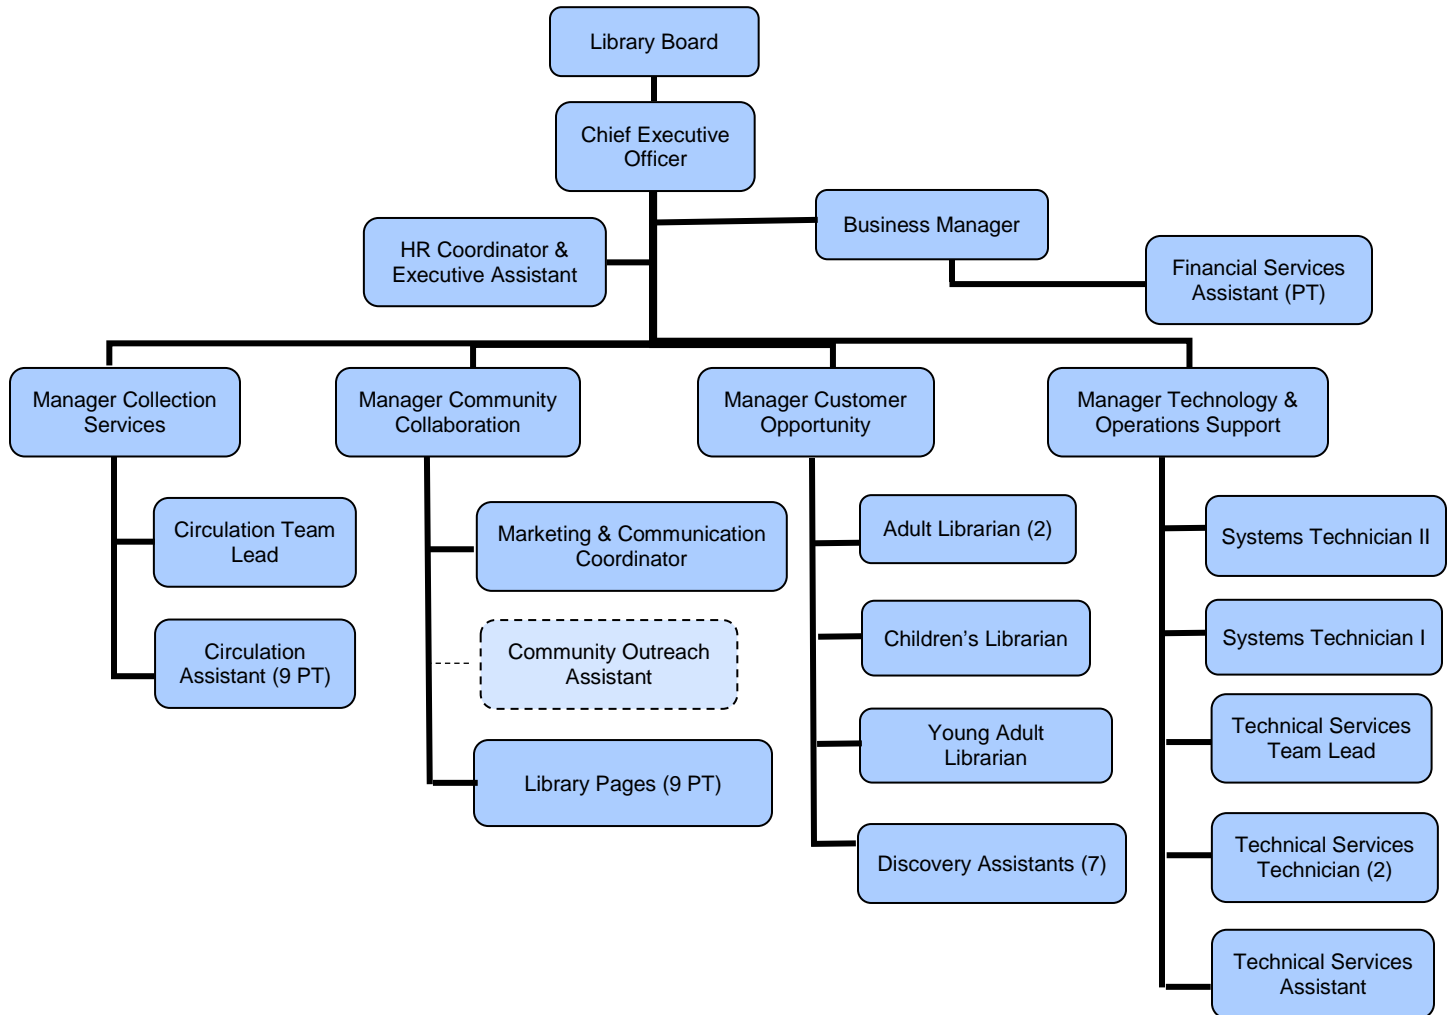 Library Board
Chief Executive
Officer
Business Manager
HR Coordinator &
Executive Assistant
Financial Services
Assistant (PT)
Manager Collection
Services
Manager Community
Collaboration
Manager Customer
Opportunity
Manager Technology &
Operations Support
Circulation Team
Lead
Circulation
Assistant (9 PT)
Marketing & Communication
Coordinator
Community Outreach
Assistant
Library Pages (9 PT)
Adult Librarian (2)
Children’s Librarian
Young Adult
Librarian
Discovery Assistants (7)
Systems Technician II
Systems Technician I
Technical Services
Team Lead
Technical Services
Technician (2)
Technical Services
Assistant